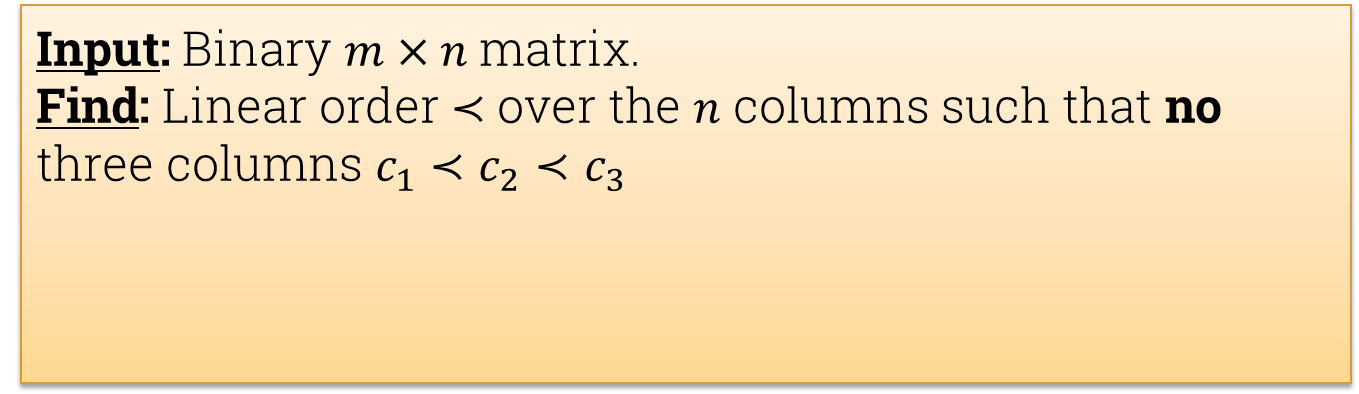 Input: Binary m × n matrix.
Find: Linear order ≺ over the n columns such that no
three columns c₁ ≺ c₂ ≺ c₃